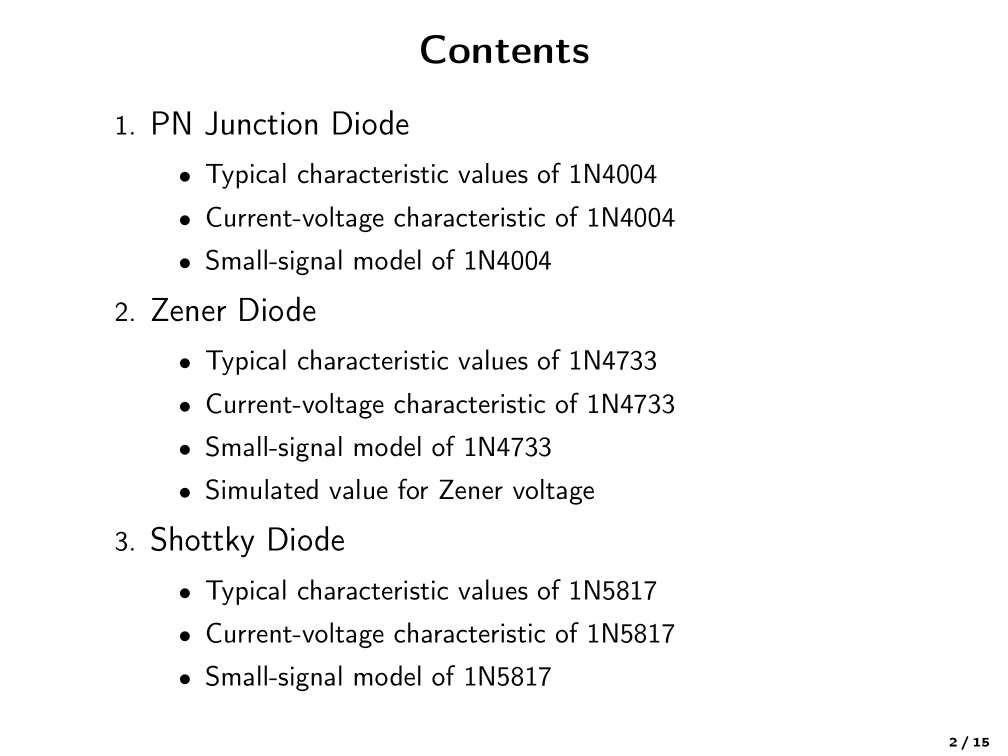 Contents
1. PN Junction Diode
• Typical characteristic values of 1N4004
• Current-voltage characteristic of 1N4004
• Small-signal model of 1N4004
2. Zener Diode
• Typical characteristic values of 1N4733
• Current-voltage characteristic of 1N4733
• Small-signal model of 1N4733
• Simulated value for Zener voltage
3. Shottky Diode
• Typical characteristic values of 1N5817
• Current-voltage characteristic of 1N5817
• Small-signal model of 1N5817
2 / 15